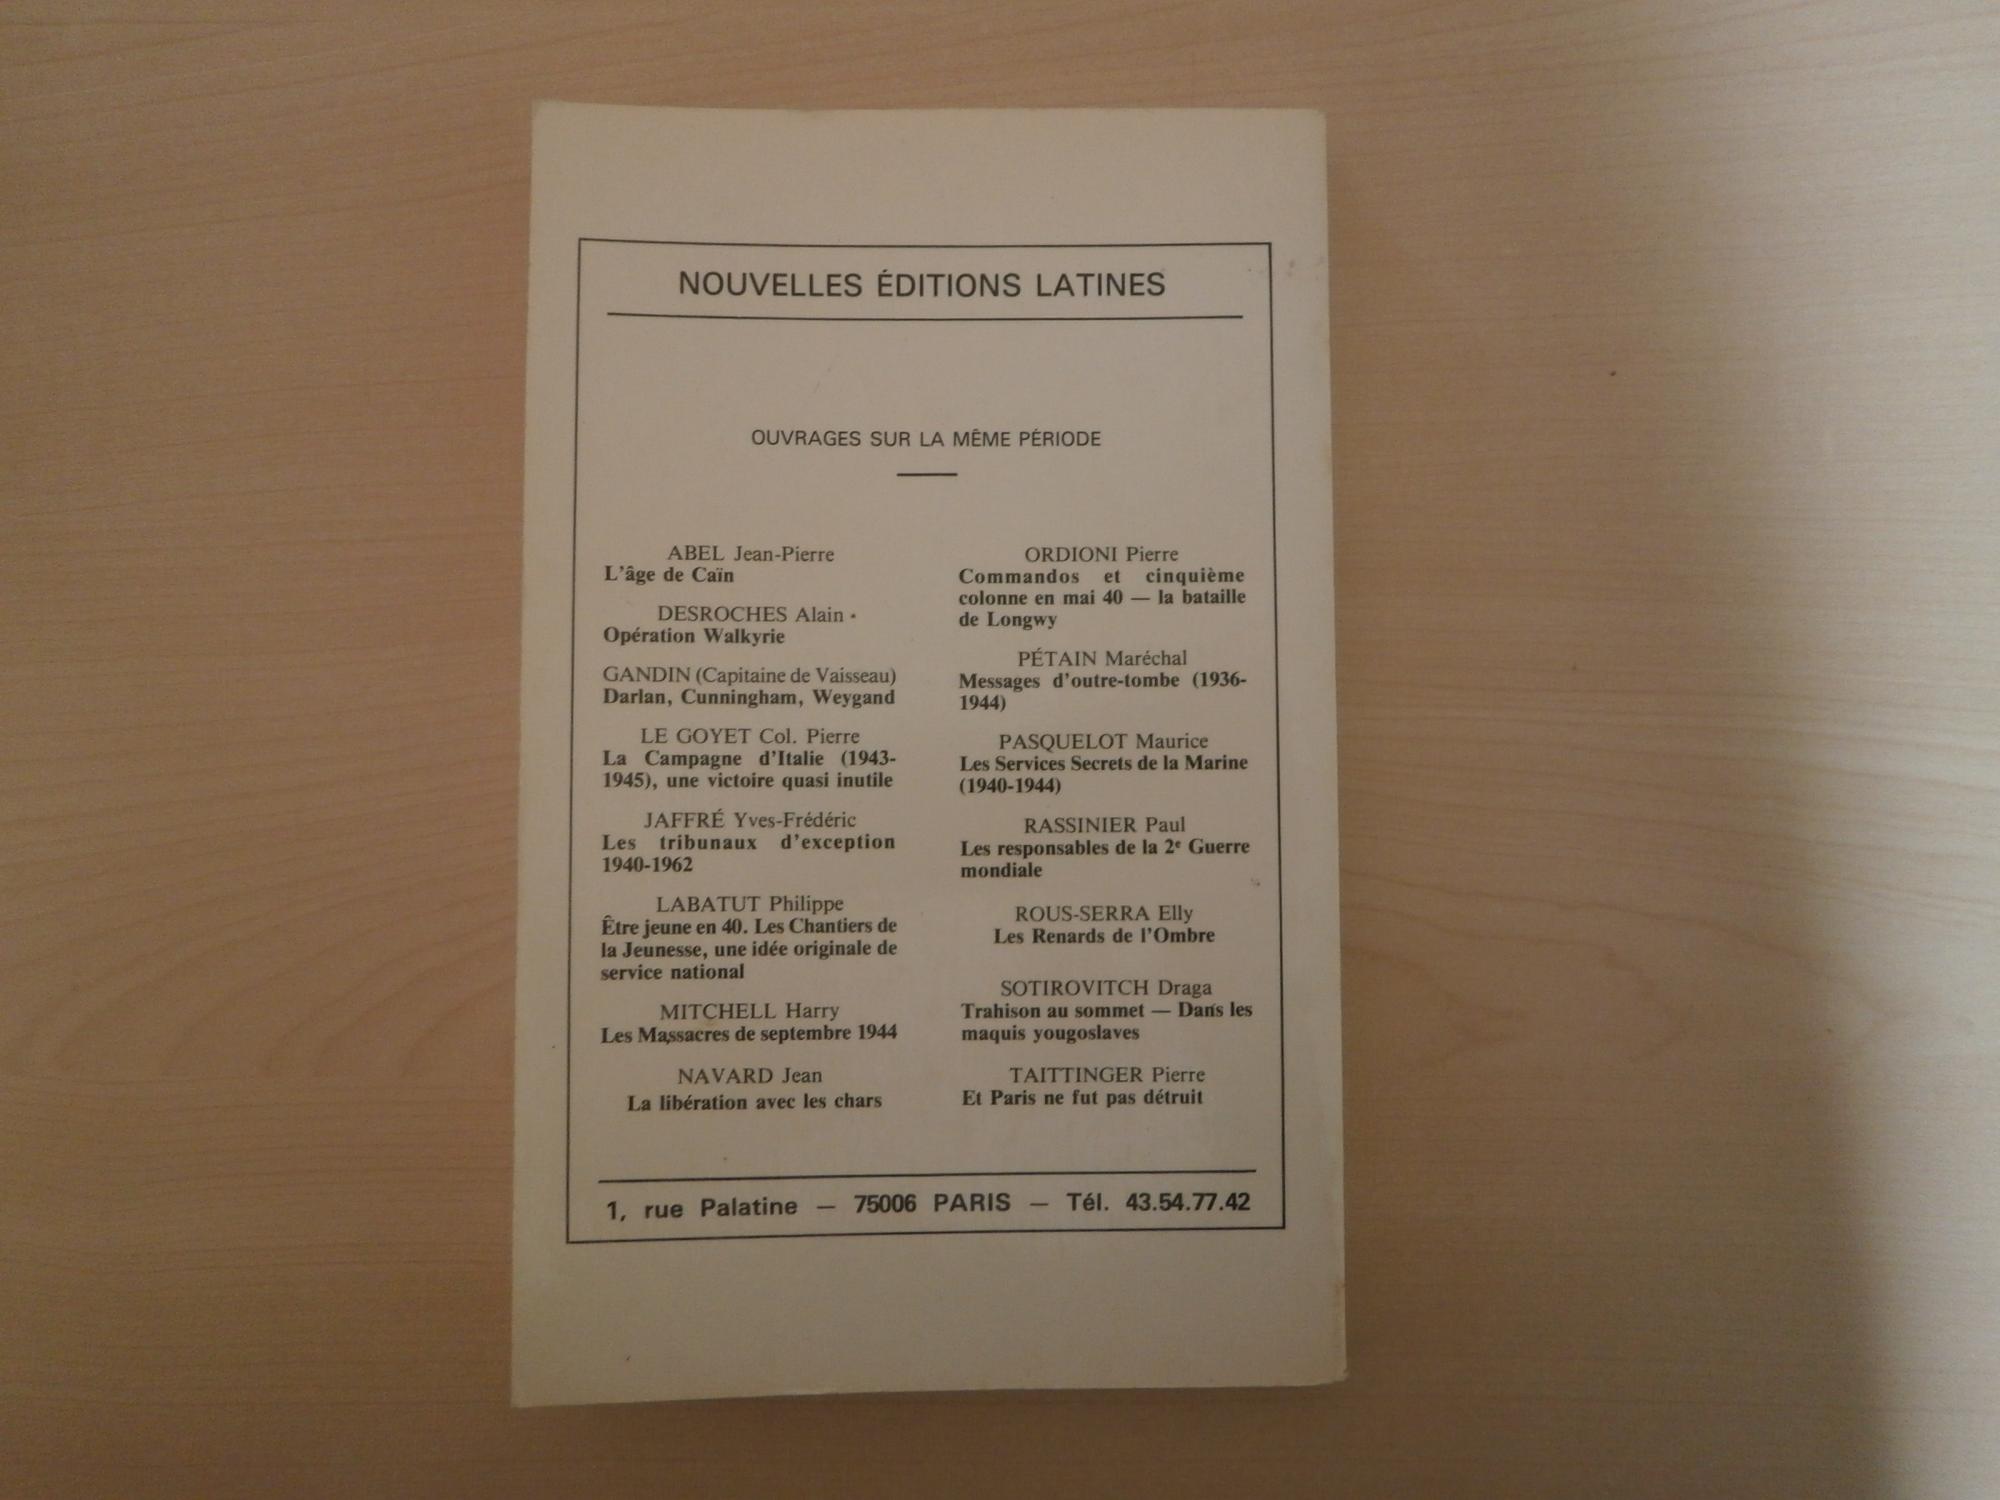 NOUVELLES ÉDITIONS LATINES
OUVRAGES SUR LA MÊME PÉRIODE
ABEL Jean-Pierre
L'âge de Caïn
DESROCHES Alain
Opération Walkyrie
GANDIN (Capitaine de Vaisseau)
Darlan, Cunningham, Weygand
LE GOYET Col. Pierre
La Campagne d'Italie (1943-
1945), une victoire quasi inutile
JAFFRÉ Yves-Frédéric
Les tribunaux d'exception
1940-1962
LABATUT Philippe
Être jeune en 40. Les Chantiers de
la Jeunesse, une idée originale de
service national
MITCHELL Harry
Les Massacres de septembre 1944
NAVARD Jean
La libération avec les chars
ORDIONI Pierre
Commandos et cinquième
colonne en mai 40 — la bataille
de Longwy
PÉTAIN Maréchal
Messages d'outre-tombe (1936-
1944)
PASQUELOT Maurice
Les Services Secrets de la Marine
(1940-1944)
RASSINIER Paul
Les responsables de la 2e Guerre
mondiale
ROUS-SERRA Elly
Les Renards de l'Ombre
SOTIROVITCH Draga
Trahison au sommet — Dans les
maquis yougoslaves
TAITTINGER Pierre
Et Paris ne fut pas détruit
1, rue Palatine — 75006 PARIS — Tél. 43.54.77.42